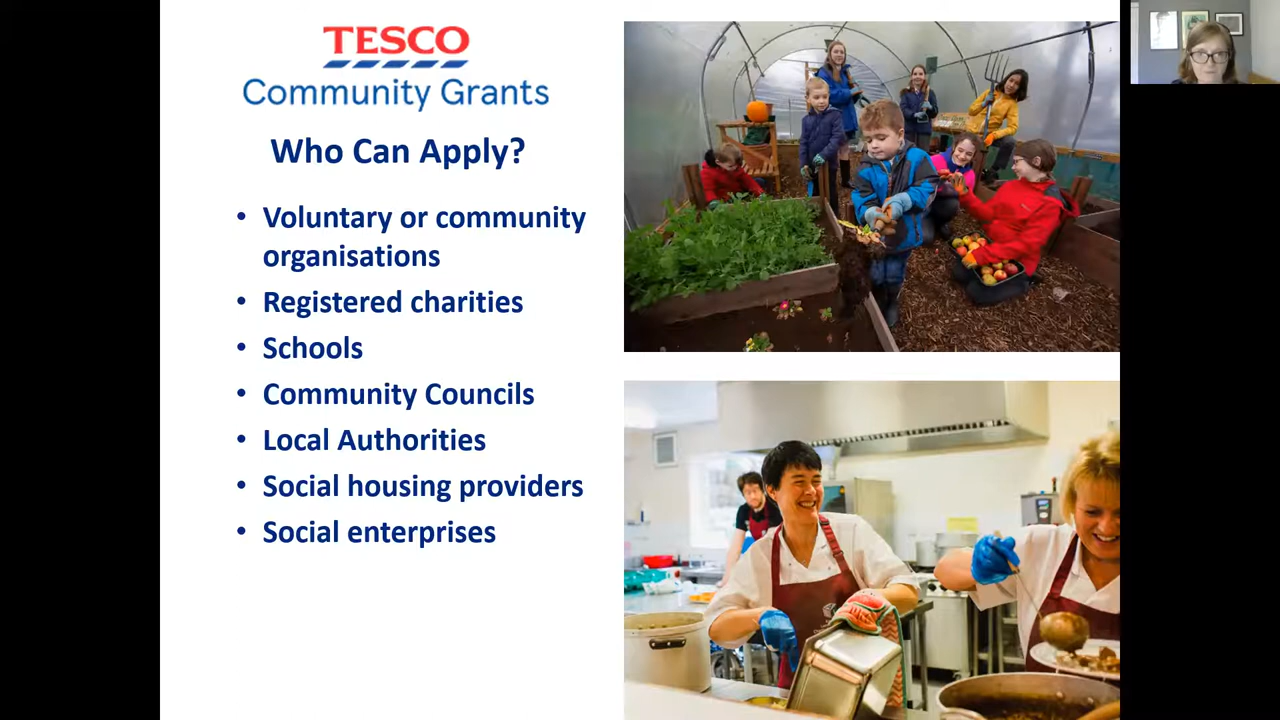 TESCO
Community Grants
Who Can Apply?
• Voluntary or community
organisations
• Registered charities
• Schools
• Community Councils
• Local Authorities
• Social housing providers
• Social enterprises